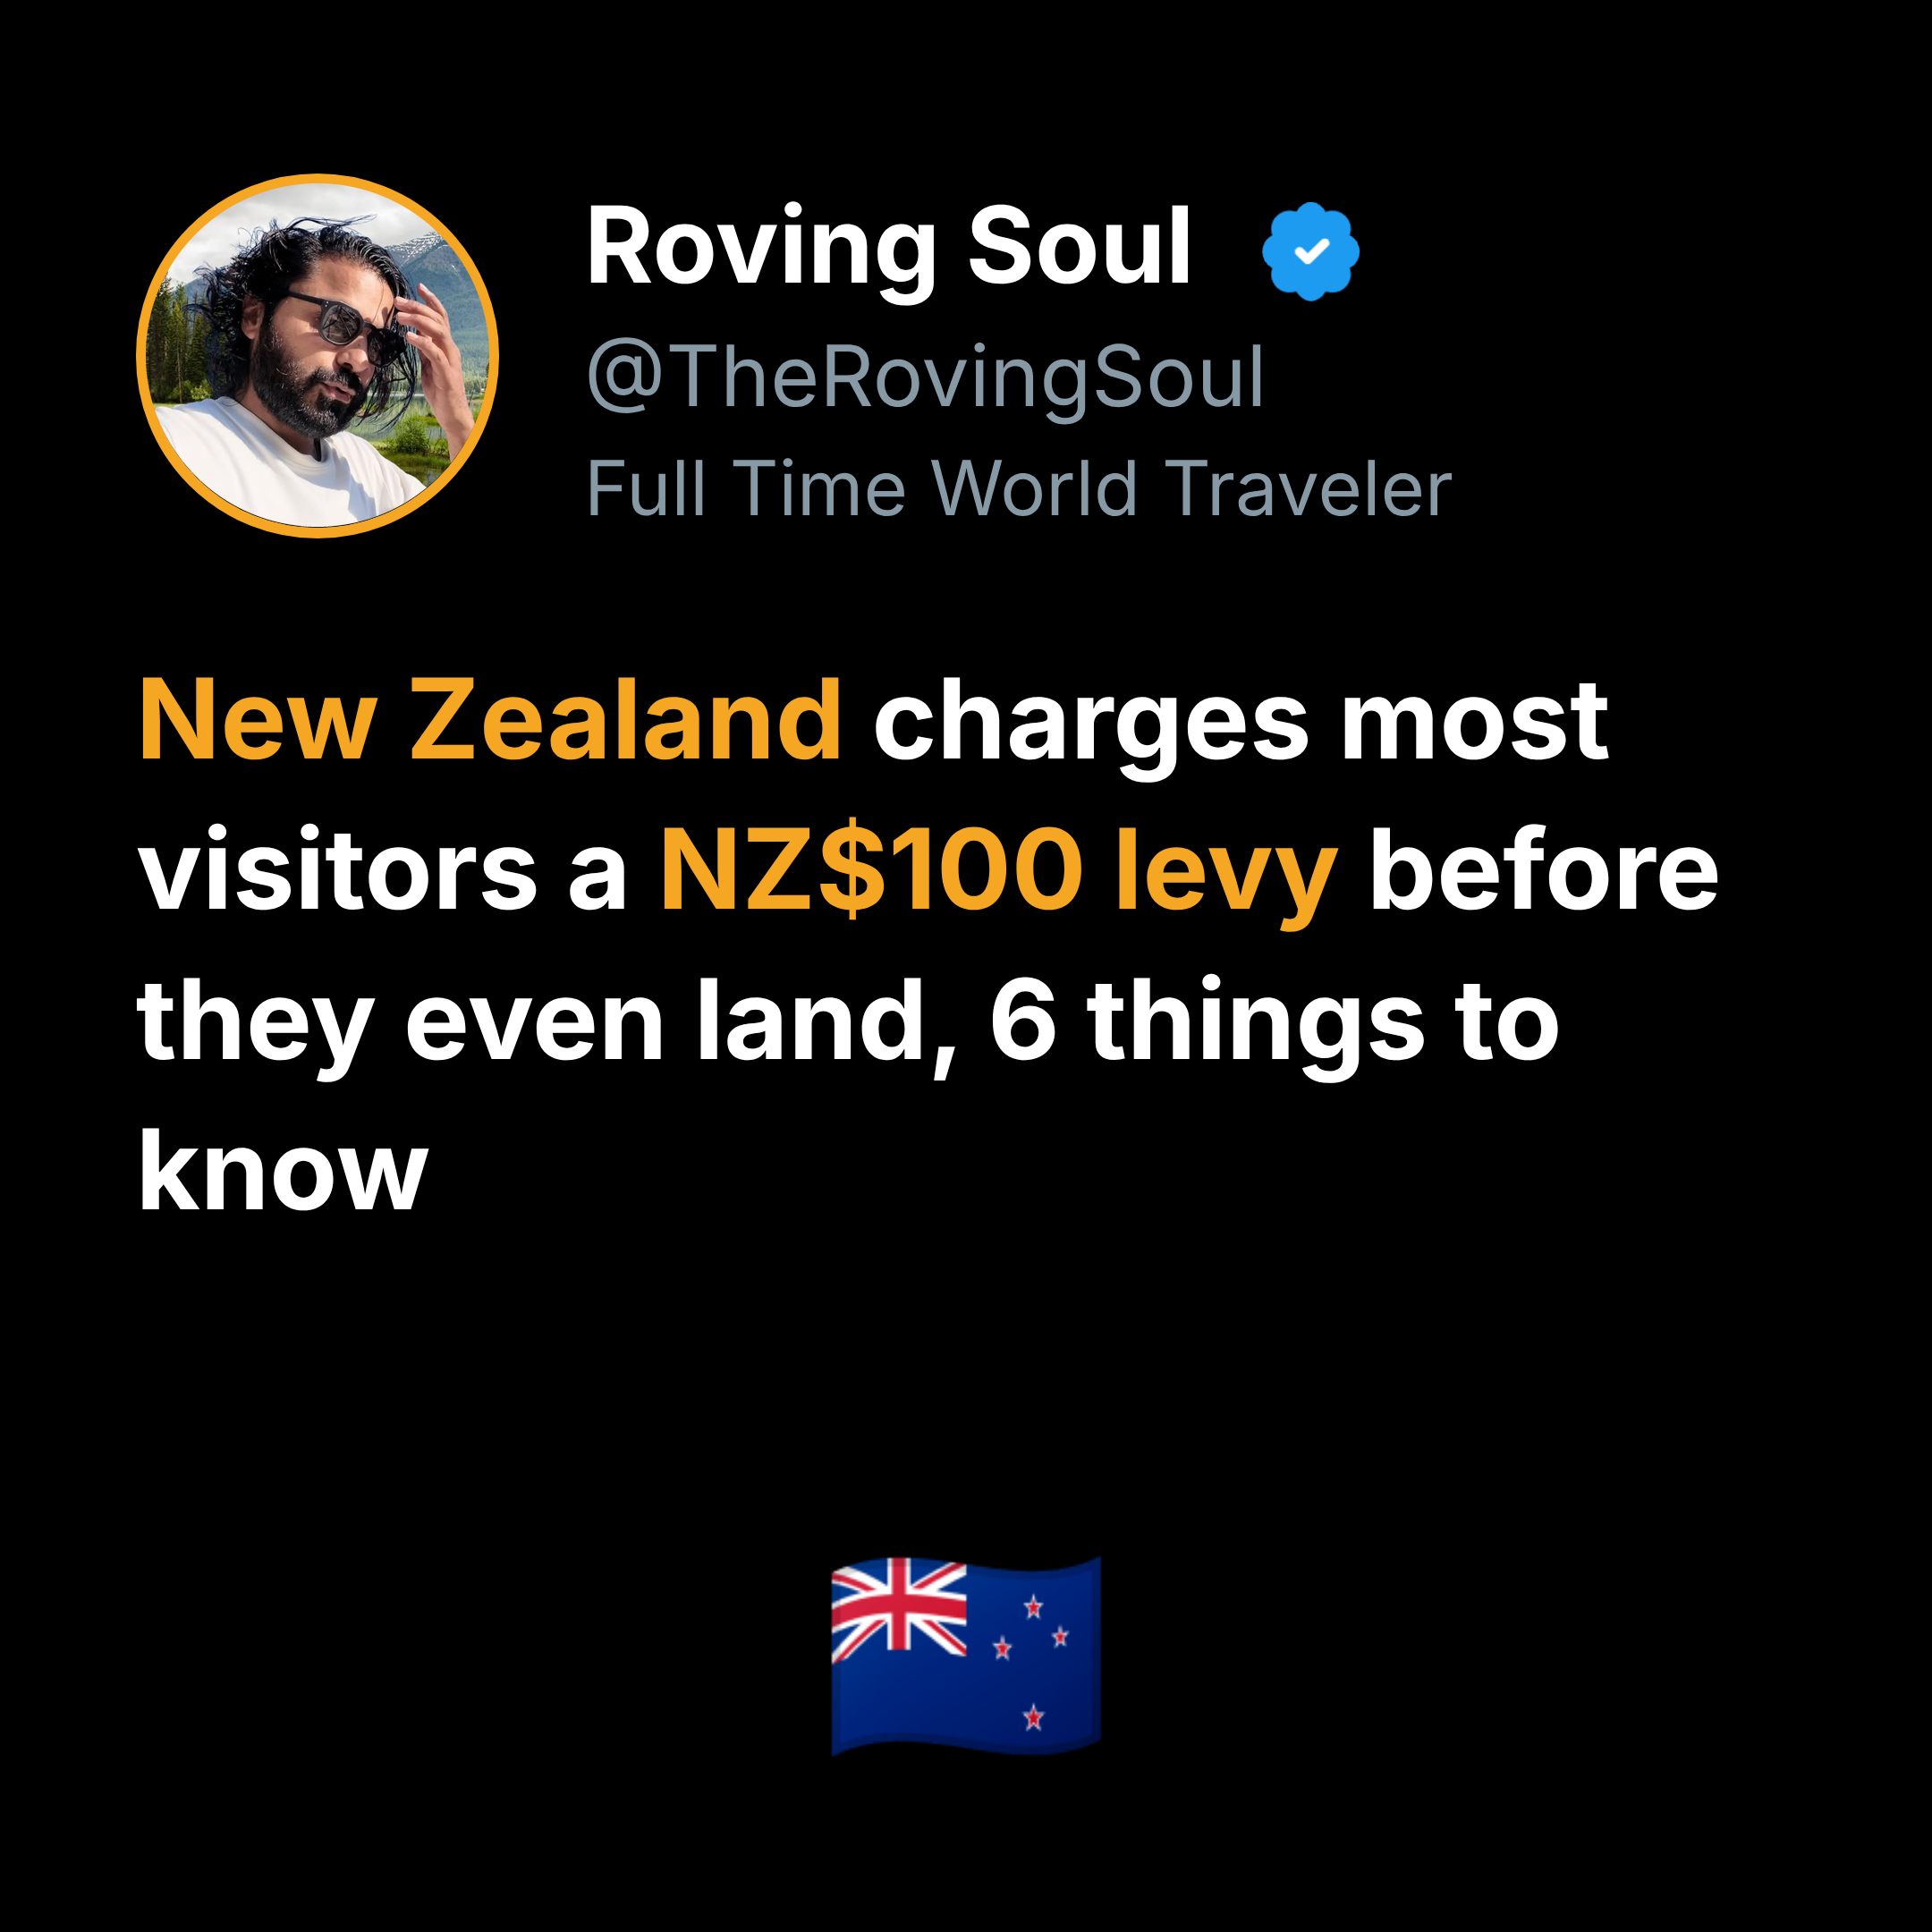 Roving Soul
@TheRovingSoul
Full Time World Traveler
New Zealand charges most
visitors a NZ$100 levy before
they even land, 6 things to
know